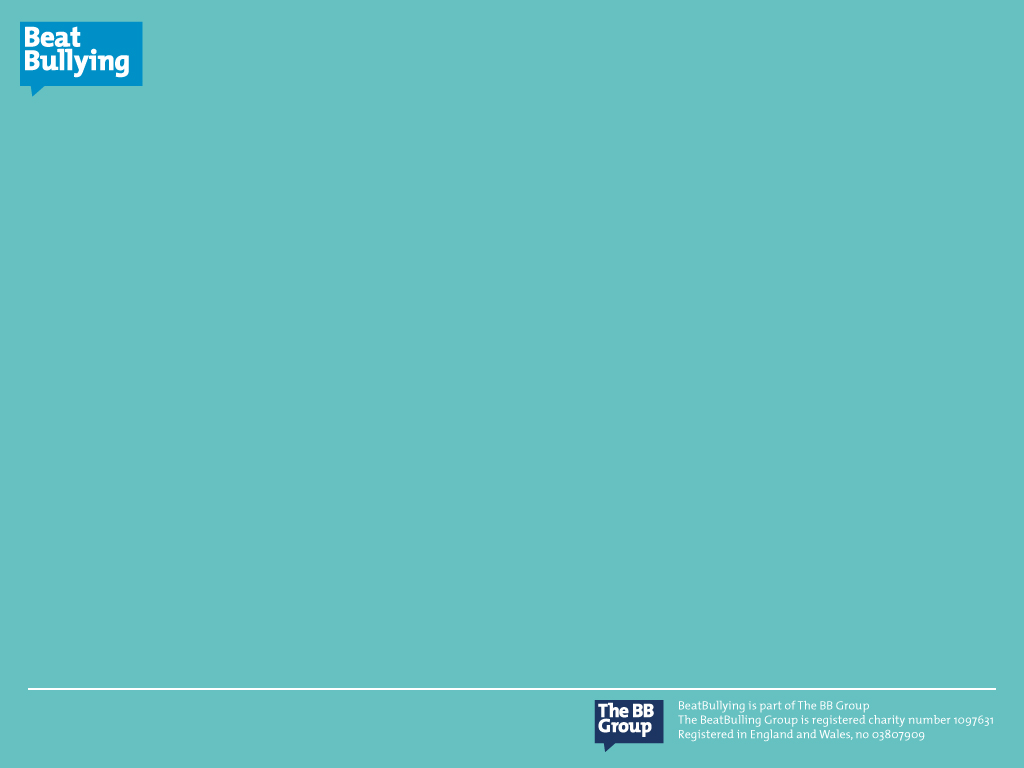 Beat
Bullying
The BB
Group
BeatBullying is part of The BB Group
The BeatBulling Group is registered charity number 1097631
Registered in England and Wales, no 03807909